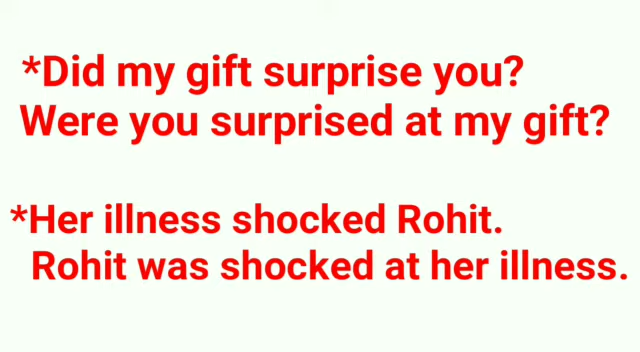 *Did my gift surprise you?
Were you surprised at my gift?
*Her illness shocked Rohit.
Rohit was shocked at her illness.